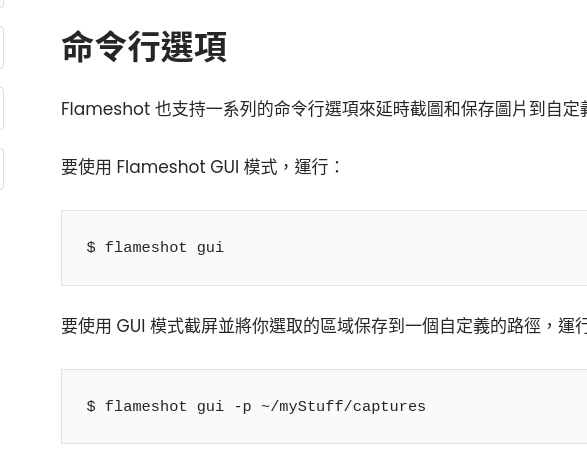 命令行選項
Flameshot 也支持一系列的命令行選項來延時截圖和保存圖片到自定
要使用 Flameshot GUI 模式，運行：
$ flameshot gui
要使用 GUI 模式截屏並將你選取的區域保存到一個自定義的路徑，運行
$ flameshot gui -p ~/myStuff/captures